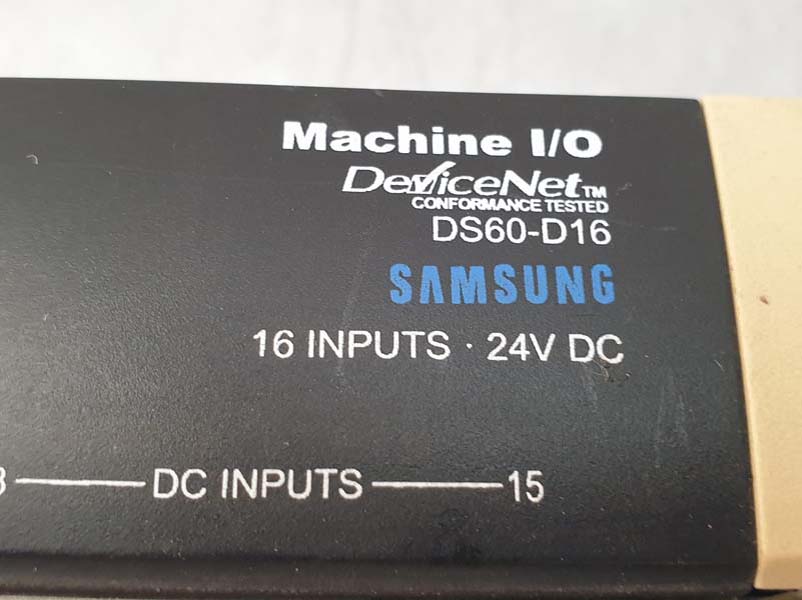 Machine I/O
DeviceNet™
CONFORMANCE TESTED
DS60-D16
SAMSUNG
16 INPUTS · 24V DC
DC INPUTS 15